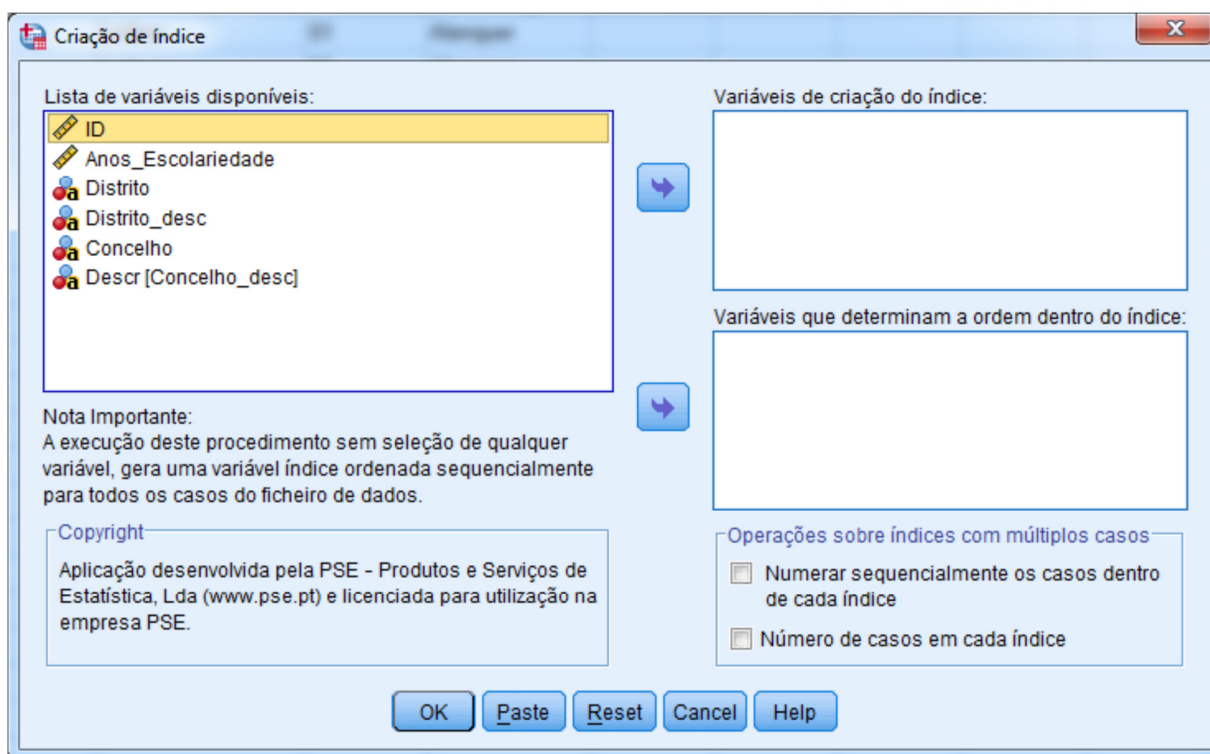 Criação de índice
Lista de variáveis disponíveis:
ID
Anos_Escolariedade
Distrito
Distrito_desc
Concelho
Descr [Concelho_desc]
Nota Importante:
A execução deste procedimento sem seleção de qualquer
variável, gera uma variável índice ordenada sequencialmente
para todos os casos do ficheiro de dados.
Copyright
Aplicação desenvolvida pela PSE - Produtos e Serviços de
Estatística, Lda (www.pse.pt) e licenciada para utilização na
empresa PSE.
Variáveis de criação do índice:
Variáveis que determinam a ordem dentro do índice:
Operações sobre índices com múltiplos casos
Numerar sequencialmente os casos dentro
de cada índice
Número de casos em cada índice
OK
Paste
Reset
Cancel
Help